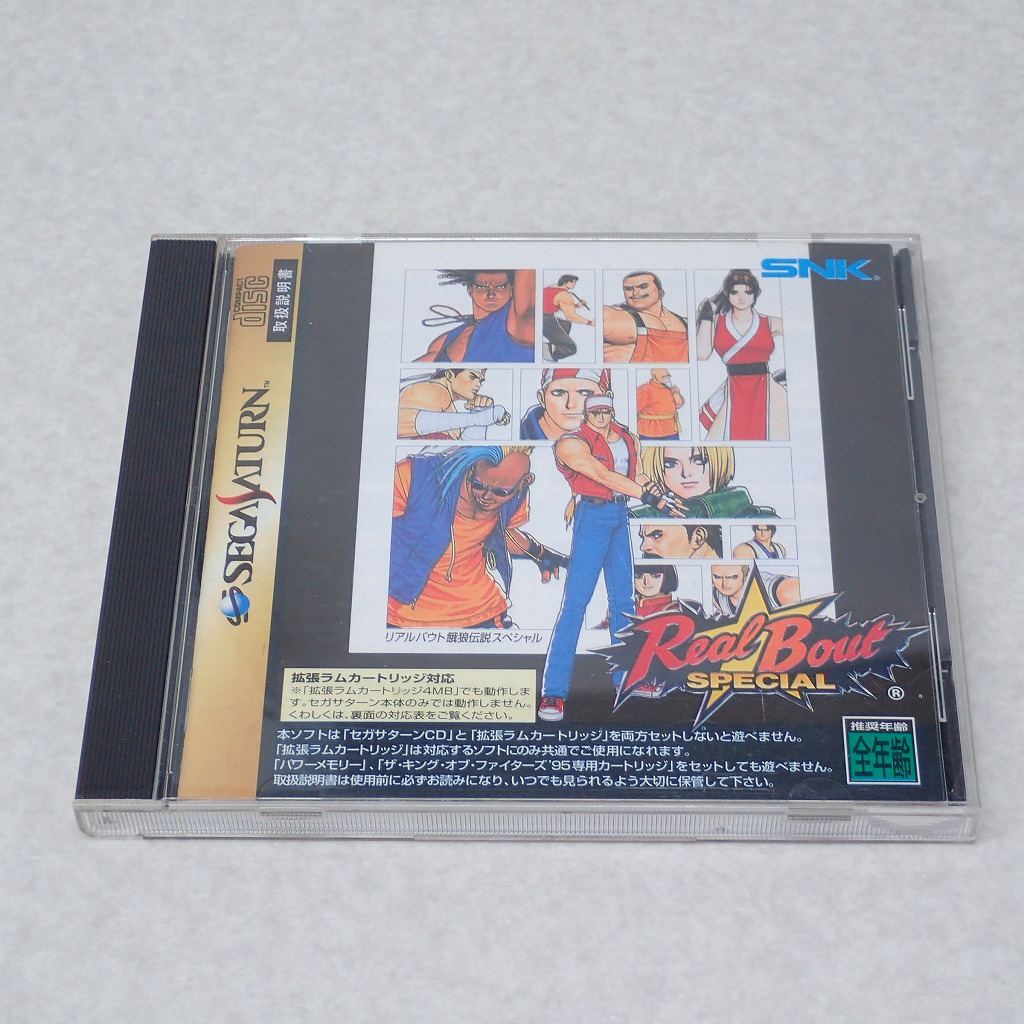 COMPACT
disc
取扱説明書
SEGA SATURN™
SNK®
リアルバウト餓狼伝説スペシャル
Real Bout
SPECIAL
®
拡張ラムカートリッジ対応
※「拡張ラムカートリッジ4MB」でも動作しま
す。セガサターン本体のみでは動作しません。
くわしくは、裏面の対応表をご覧ください。
本ソフトは「セガサターンCD」と「拡張ラムカートリッジ」を両方セットしないと遊べません。
「拡張ラムカートリッジ」は対応するソフトにのみ共通でご使用になれます。
「パワーメモリー」、「ザ・キング・オブ・ファイターズ'95専用カートリッジ」をセットしても遊べません。
取扱説明書は使用前に必ずお読みになり、いつでも見られるよう大切に保管して下さい。
推奨年齢
全年齢